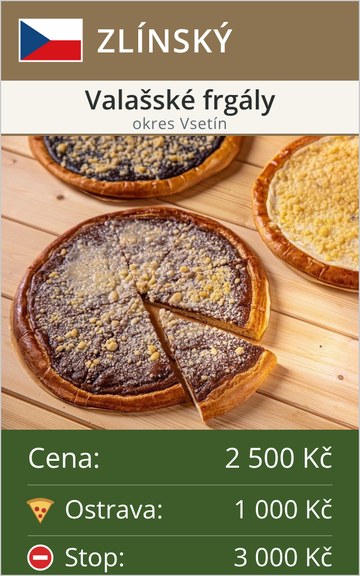 ZLÍNSKÝ
Valašské frgály
okres Vsetín
Cena: 2 500 Kč
Ostrava: 1 000 Kč
Stop: 3 000 Kč